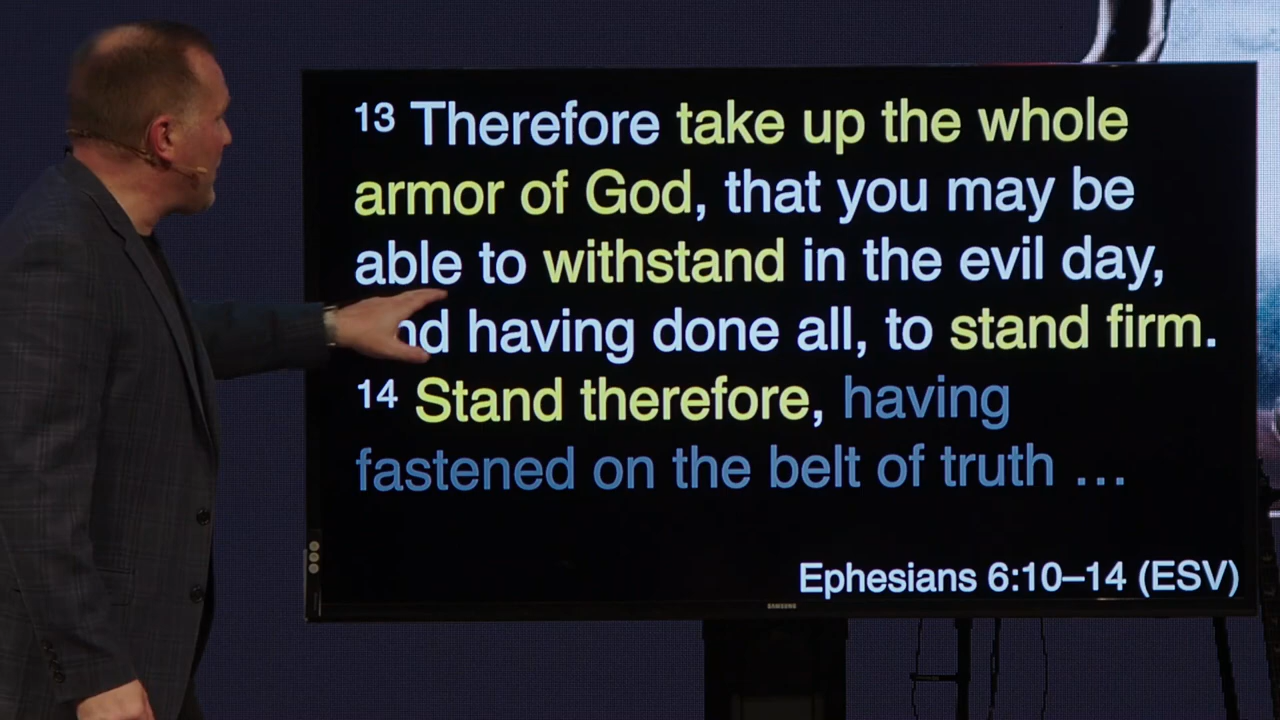 13 Therefore take up the whole
armor of God, that you may be
able to withstand in the evil day,
nd having done all, to stand firm.
14 Stand therefore, having
fastened on the belt of truth …
Ephesians 6:10–14 (ESV)
SAMSUNG